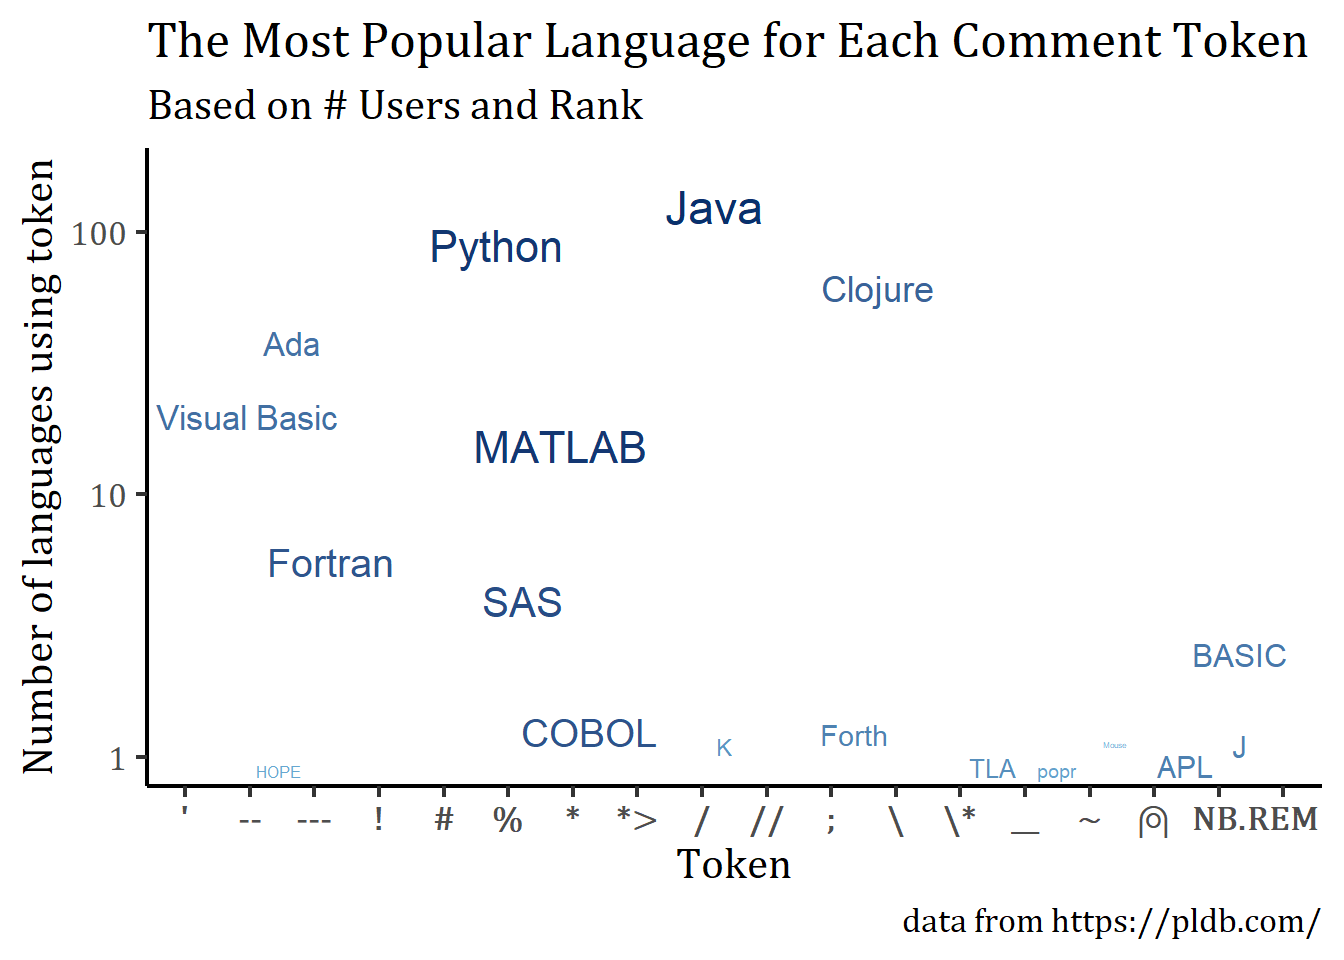 The Most Popular Language for Each Comment Token
Based on # Users and Rank
Number of languages using token
100
10
1
Java
Python
Clojure
Ada
Visual Basic
MATLAB
Fortran
SAS
BASIC
COBOL
K
Forth
Mouse
J
HOPE
TLA
popr
APL
' -- --- ! # % * *> / // ; \ \* __ ~ ⍝ NB. REM
Token
data from https://pldb.com/